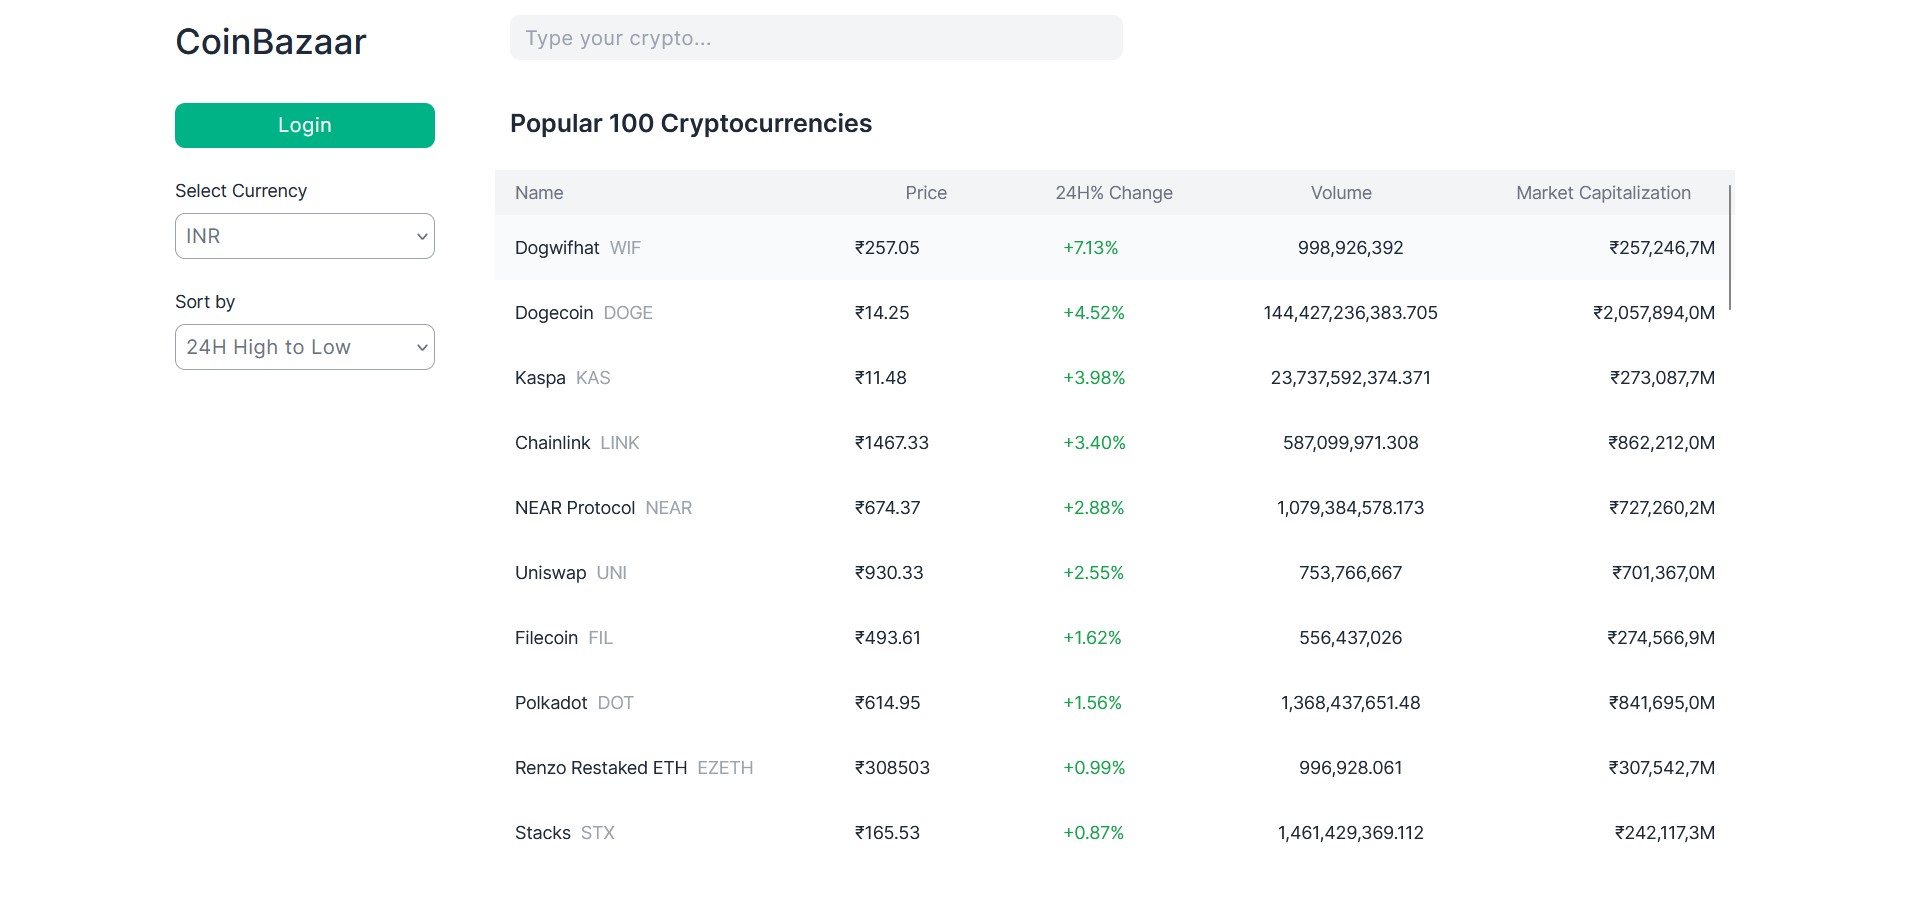 CoinBazaar
Type your crypto...
Login
Select Currency
INR
Sort by
24H High to Low
Popular 100 Cryptocurrencies
Name Price 24H% Change Volume Market Capitalization
Dogwifhat WIF ₹257.05 +7.13% 998,926,392 ₹257,246,7M
Dogecoin DOGE ₹14.25 +4.52% 144,427,236,383.705 ₹2,057,894,0M
Kaspa KAS ₹11.48 +3.98% 23,737,592,374.371 ₹273,087,7M
Chainlink LINK ₹1467.33 +3.40% 587,099,971.308 ₹862,212,0M
NEAR Protocol NEAR ₹674.37 +2.88% 1,079,384,578.173 ₹727,260,2M
Uniswap UNI ₹930.33 +2.55% 753,766,667 ₹701,367,0M
Filecoin FIL ₹493.61 +1.62% 556,437,026 ₹274,566,9M
Polkadot DOT ₹614.95 +1.56% 1,368,437,651.48 ₹841,695,0M
Renzo Restaked ETH EZETH ₹308503 +0.99% 996,928.061 ₹307,542,7M
Stacks STX ₹165.53 +0.87% 1,461,429,369.112 ₹242,117,3M